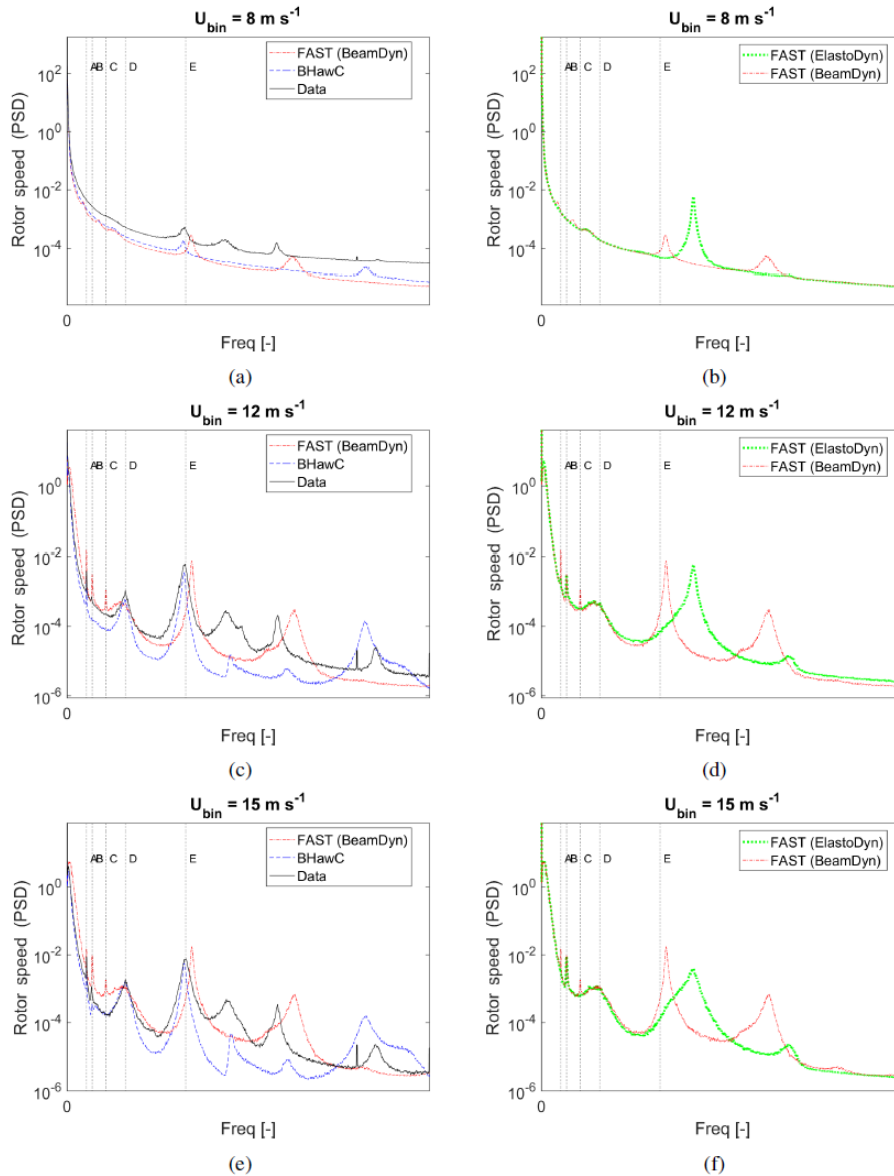 U_bin = 8 m s^-1
FAST (BeamDyn)
BHawC
Data
A B C D E
10^2
10^0
10^-2
10^-4
Rotor speed (PSD)
0
Freq [-]
(a)
U_bin = 8 m s^-1
FAST (ElastoDyn)
FAST (BeamDyn)
A B C D E
10^2
10^0
10^-2
10^-4
Rotor speed (PSD)
0
Freq [-]
(b)
U_bin = 12 m s^-1
FAST (BeamDyn)
BHawC
Data
A B C D E
10^0
10^-2
10^-4
10^-6
Rotor speed (PSD)
0
Freq [-]
(c)
U_bin = 12 m s^-1
FAST (ElastoDyn)
FAST (BeamDyn)
A B C D E
10^0
10^-2
10^-4
10^-6
Rotor speed (PSD)
0
Freq [-]
(d)
U_bin = 15 m s^-1
FAST (BeamDyn)
BHawC
Data
A B C D E
10^0
10^-2
10^-4
10^-6
Rotor speed (PSD)
0
Freq [-]
(e)
U_bin = 15 m s^-1
FAST (ElastoDyn)
FAST (BeamDyn)
A B C D E
10^0
10^-2
10^-4
10^-6
Rotor speed (PSD)
0
Freq [-]
(f)